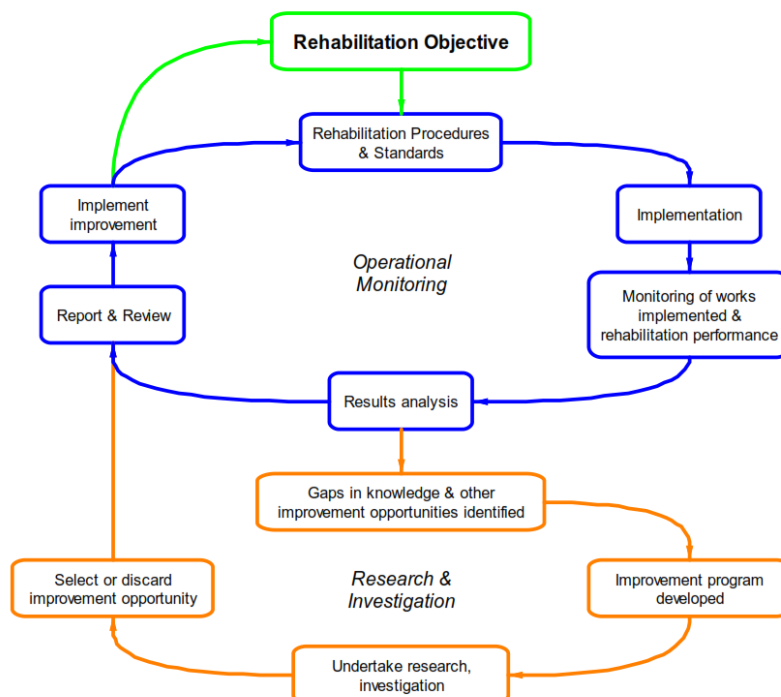 Rehabilitation Objective
Rehabilitation Procedures
& Standards
Implement
improvement
Implementation
Operational
Monitoring
Report & Review
Monitoring of works
implemented &
rehabilitation performance
Results analysis
Gaps in knowledge & other
improvement opportunities identified
Select or discard
improvement opportunity
Research &
Investigation
Improvement program
developed
Undertake research,
investigation